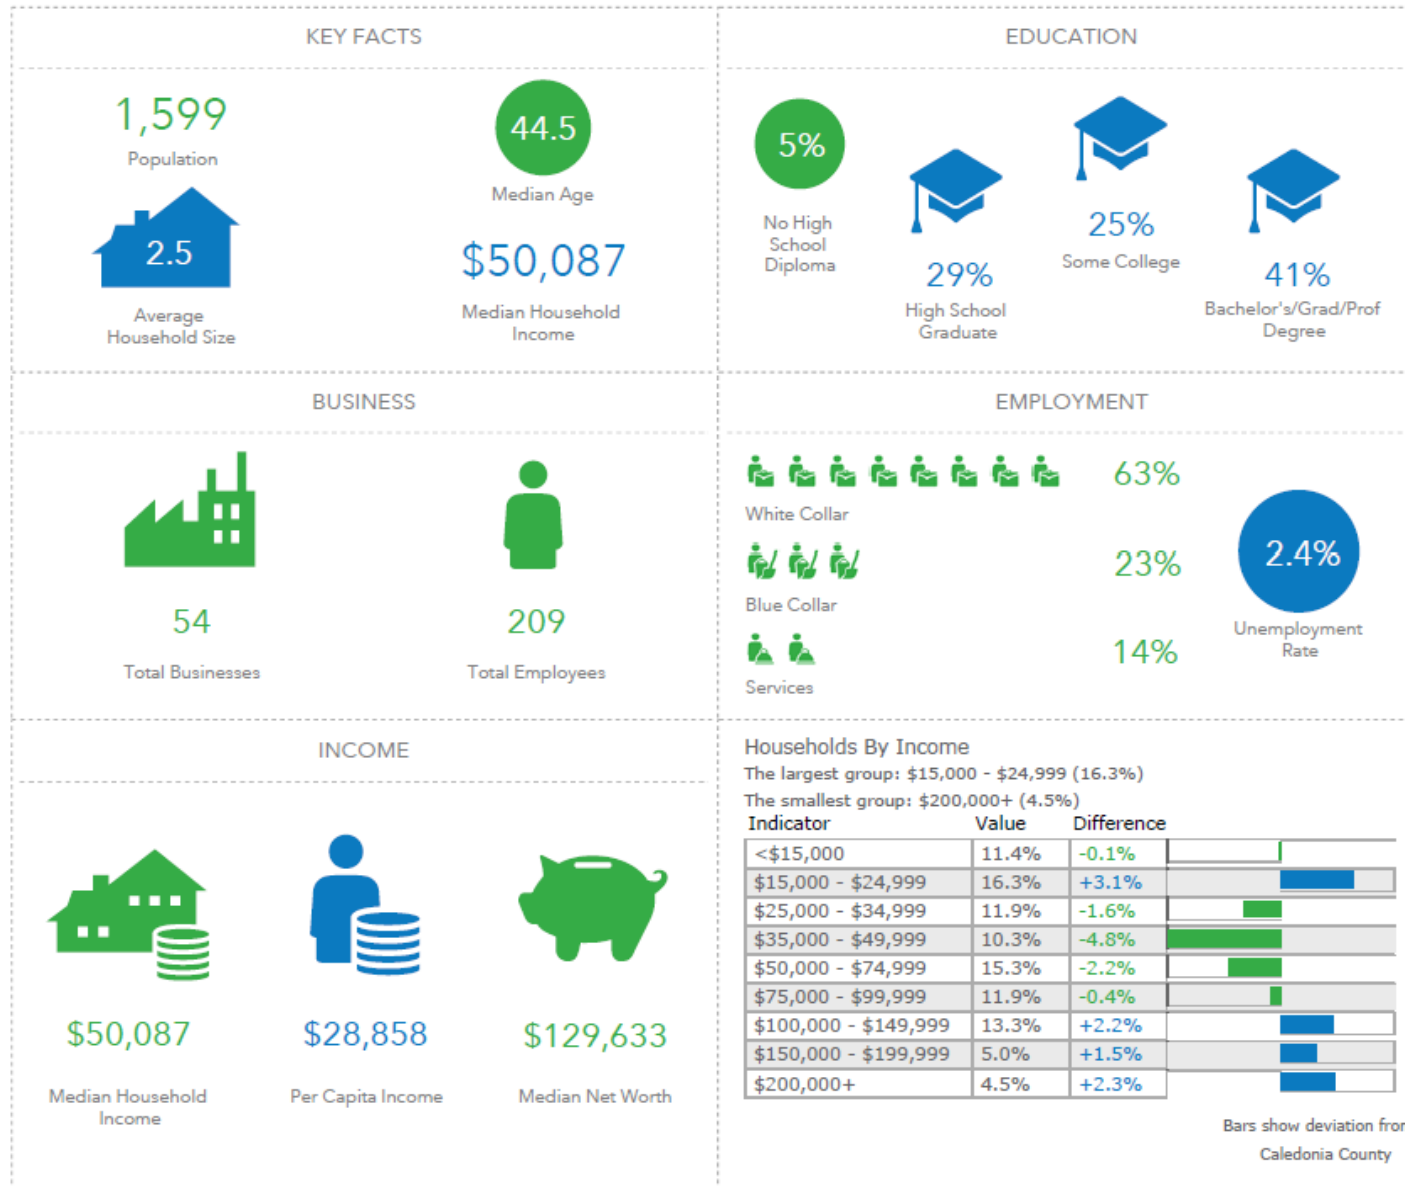 KEY FACTS
1,599
Population
44.5
Median Age
2.5
Average
Household Size
$50,087
Median Household
Income
EDUCATION
5%
No High
School
Diploma
29%
High School
Graduate
25%
Some College
41%
Bachelor's/Grad/Prof
Degree
BUSINESS
54
Total Businesses
209
Total Employees
EMPLOYMENT
63%
White Collar
23%
Blue Collar
14%
Services
2.4%
Unemployment
Rate
INCOME
$50,087
Median Household
Income
$28,858
Per Capita Income
$129,633
Median Net Worth
Households By Income
The largest group: $15,000 - $24,999 (16.3%)
The smallest group: $200,000+ (4.5%)
Indicator Value Difference
<$15,000 11.4% -0.1%
$15,000 - $24,999 16.3% +3.1%
$25,000 - $34,999 11.9% -1.6%
$35,000 - $49,999 10.3% -4.8%
$50,000 - $74,999 15.3% -2.2%
$75,000 - $99,999 11.9% -0.4%
$100,000 - $149,999 13.3% +2.2%
$150,000 - $199,999 5.0% +1.5%
$200,000+ 4.5% +2.3%
Bars show deviation
Caledonia County